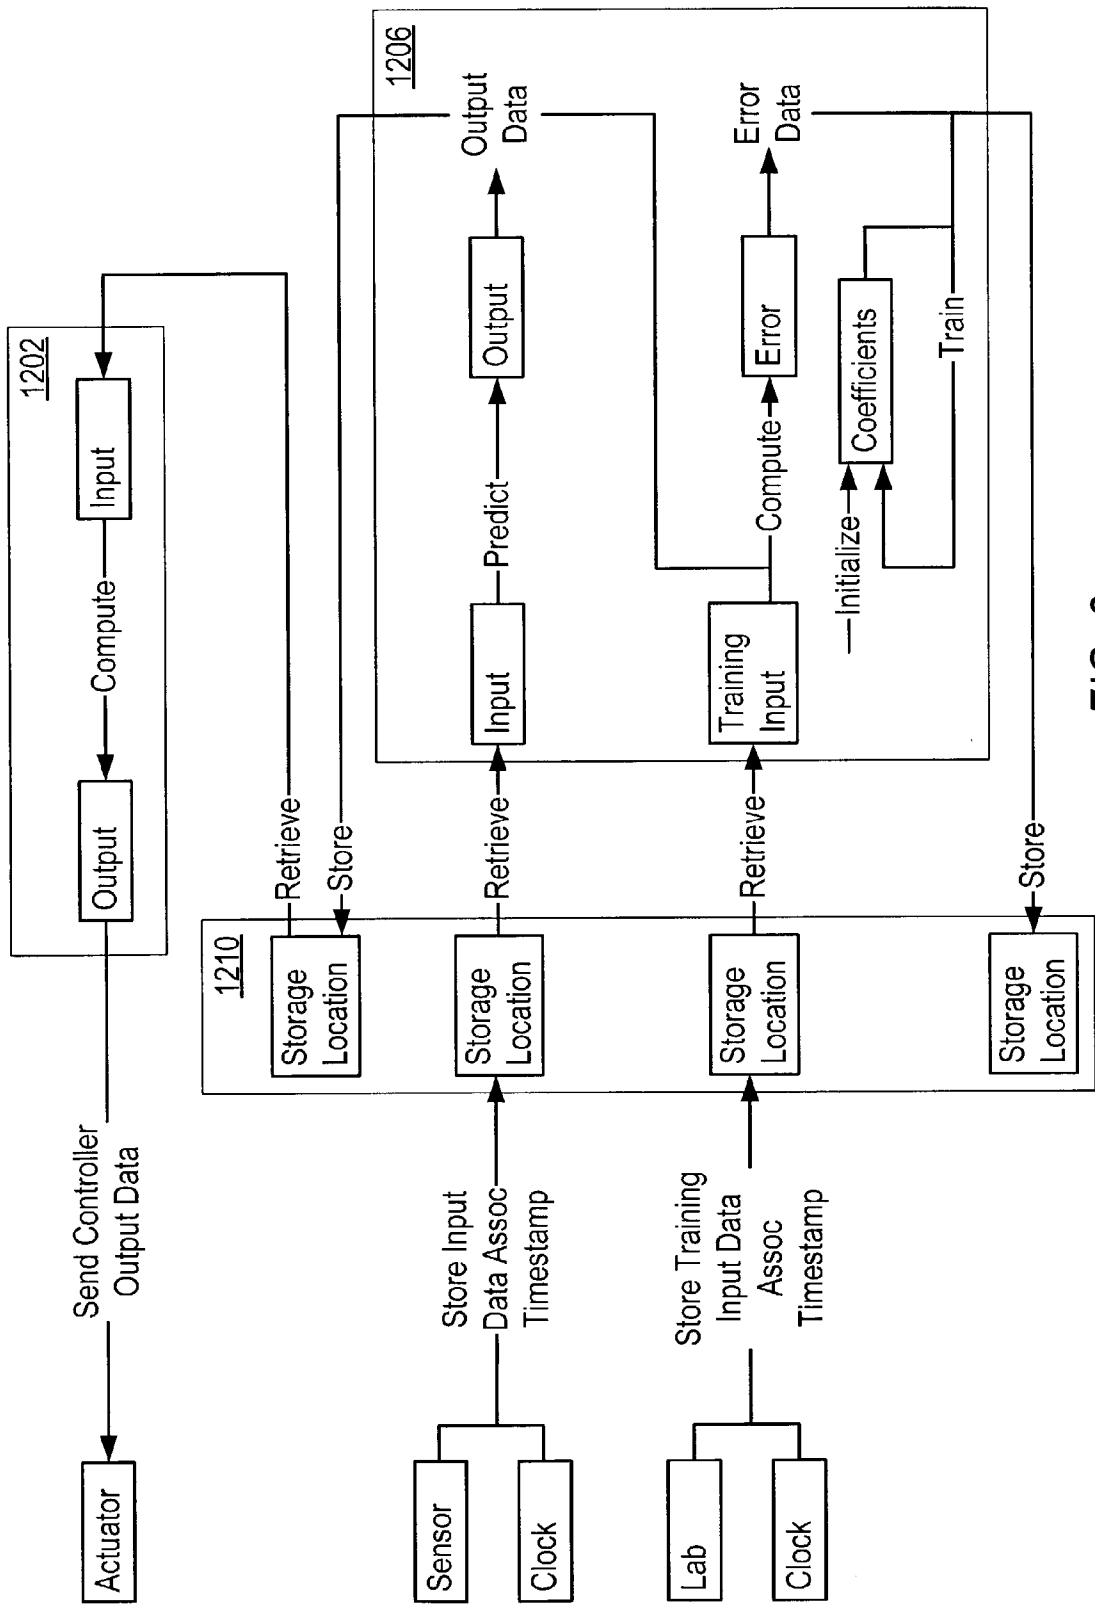 Actuator
Send Controller
Output Data
Output
Compute
Input
1202
1210
Storage
Location
Retrieve
Store
1206
Sensor
Clock
Store Input
Data Assoc
Timestamp
Storage
Location
Retrieve
Input
Predict
Output
Output
Data
Lab
Clock
Store Training
Input Data
Assoc
Timestamp
Storage
Location
Retrieve
Training
Input
Compute
Error
Error
Data
Initialize
Coefficients
Train
Storage
Location
Store
FIG.